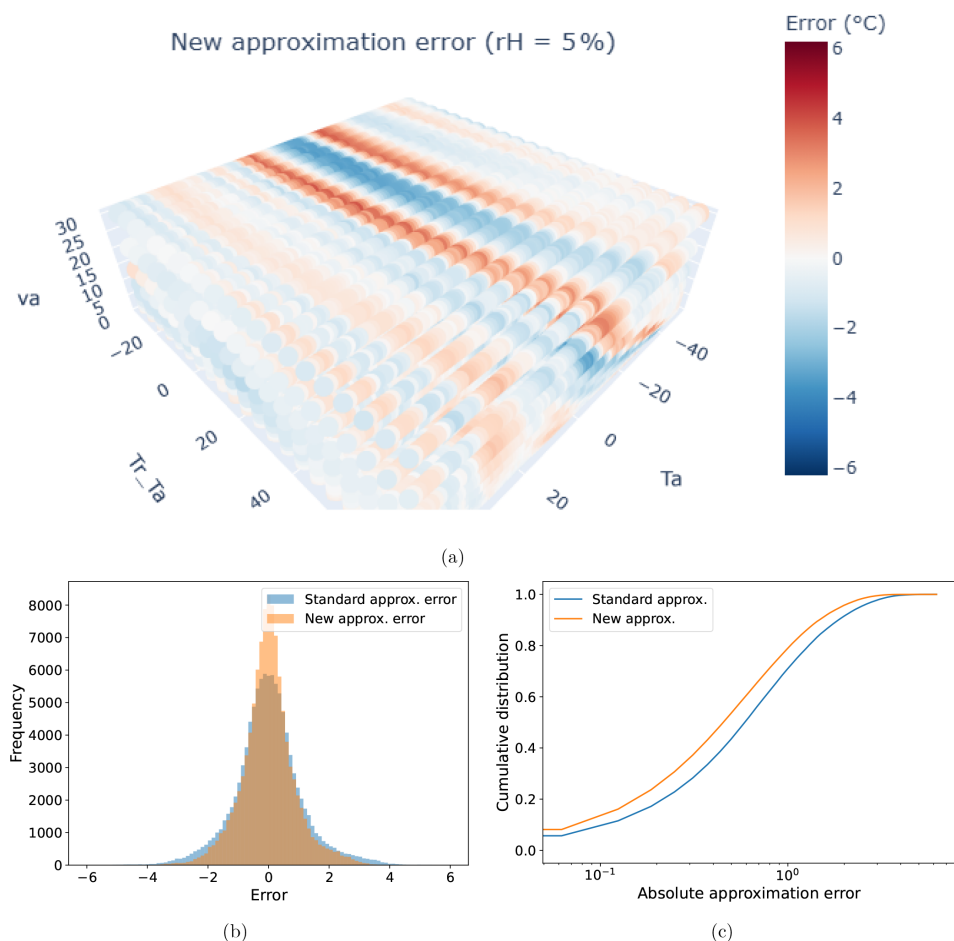 New approximation error (rH = 5%)
Error (°C)
6
4
2
0
−2
−4
−6
30
25
20
15
10
5
0
va
−20
0
20
40
Tr_Ta
−40
−20
0
20
Ta
(a)
8000
7000
6000
5000
4000
3000
2000
1000
0
Frequency
Standard approx. error
New approx. error
−6 −4 −2 0 2 4 6
Error
(b)
1.0
0.8
0.6
0.4
0.2
0.0
Cumulative distribution
Standard approx.
New approx.
10⁻¹ 10⁰
Absolute approximation error
(c)